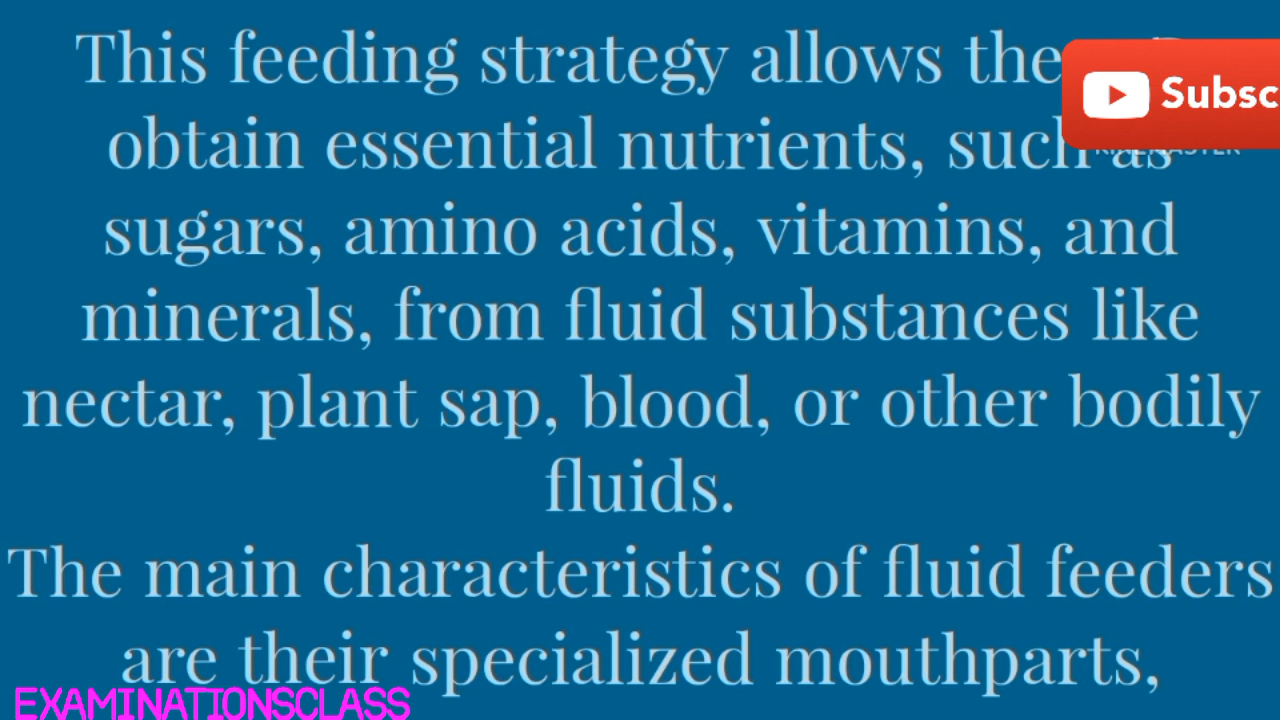 This feeding strategy allows
Subsc
obtain essential nutrients, such as
KINEMASTER
sugars, amino acids, vitamins, and
minerals, from fluid substances like
nectar, plant sap, blood, or other bodily
fluids.
The main characteristics of fluid feeders
are their specialized mouthparts,
EXAMINATIONSCLASS